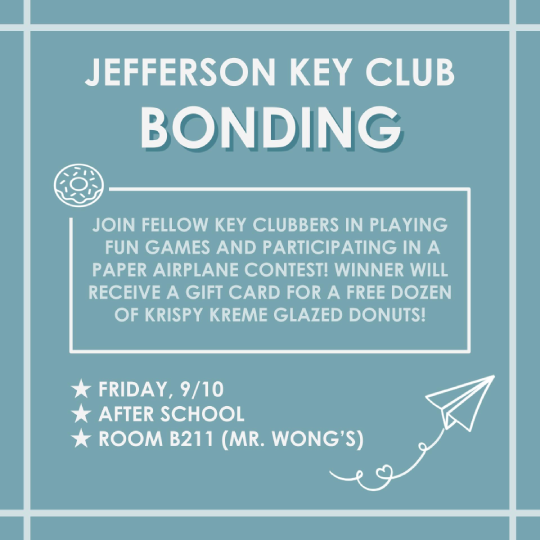 JEFFERSON KEY CLUB
BONDING
JOIN FELLOW KEY CLUBBERS IN PLAYING
FUN GAMES AND PARTICIPATING IN A
PAPER AIRPLANE CONTEST! WINNER WILL
RECEIVE A GIFT CARD FOR A FREE DOZEN
OF KRISPY KREME GLAZED DONUTS!
★ FRIDAY, 9/10
★ AFTER SCHOOL
★ ROOM B211 (MR. WONG'S)